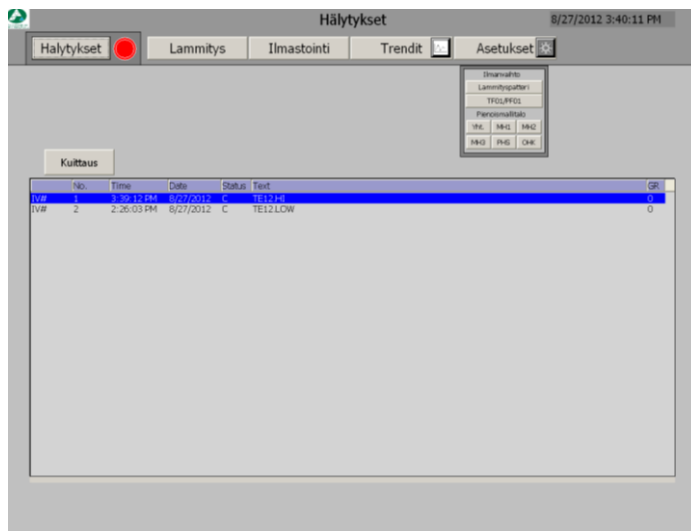 Hälytykset 8/27/2012 3:40:11 PM
Halytykset Lammitys Ilmastointi Trendit Asetukset
Ilmanvaihto
Lammityspatteri
TF01/PF01
Pienoismallitalo
Yht. MH1 MH2
MH3 PHS OHK
Kuittaus
No. Time Date Status Text GR
IV# 1 3:39:12 PM 8/27/2012 C TE12.HI 0
IV# 2 2:26:03 PM 8/27/2012 C TE12.LOW 0